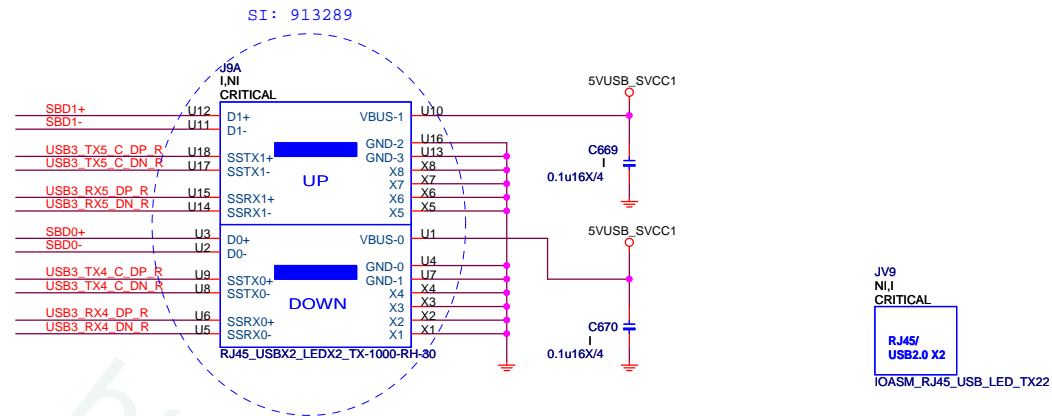 SI: 913289
J9A
I,NI
CRITICAL
5VUSB_SVCC1
SBD1+ U12 D1+ VBUS-1 U10
SBD1- U11 D1-
GND-2 U16
USB3_TX5_C_DP_R U18 SSTX1+ GND-3 U13
USB3_TX5_C_DN_R U17 SSTX1- X8 X8
UP X7 X7
USB3_RX5_DP_R U15 SSRX1+ X6 X6
USB3_RX5_DN_R U14 SSRX1- X5 X5
C669
I
0.1u16X/4
SBD0+ U3 D0+ VBUS-0 U1
SBD0- U2 D0-
5VUSB_SVCC1
GND-0 U4
USB3_TX4_C_DP_R U9 SSTX0+ GND-1 U7
USB3_TX4_C_DN_R U8 SSTX0- X4 X4
DOWN X3 X3
USB3_RX4_DP_R U6 SSRX0+ X2 X2
USB3_RX4_DN_R U5 SSRX0- X1 X1
RJ45_USBX2_LEDX2_TX-1000-RH-30
C670
I
0.1u16X/4
JV9
NI,I
CRITICAL
RJ45/
USB2.0 X2
IOASM_RJ45_USB_LED_TX22